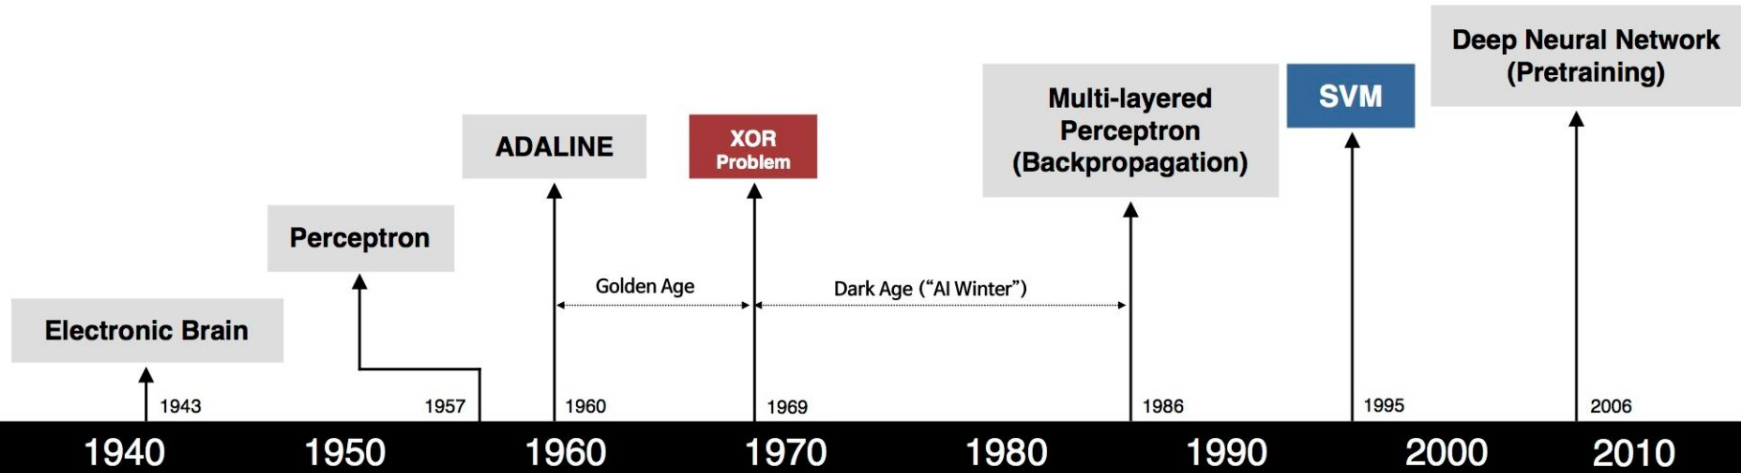 Deep Neural Network
(Pretraining)
Multi-layered
Perceptron
(Backpropagation)
SVM
ADALINE
XOR
Problem
Perceptron
Golden Age
Dark Age (“AI Winter”)
Electronic Brain
1943
1957
1960
1969
1986
1995
2006
1940 1950 1960 1970 1980 1990 2000 2010